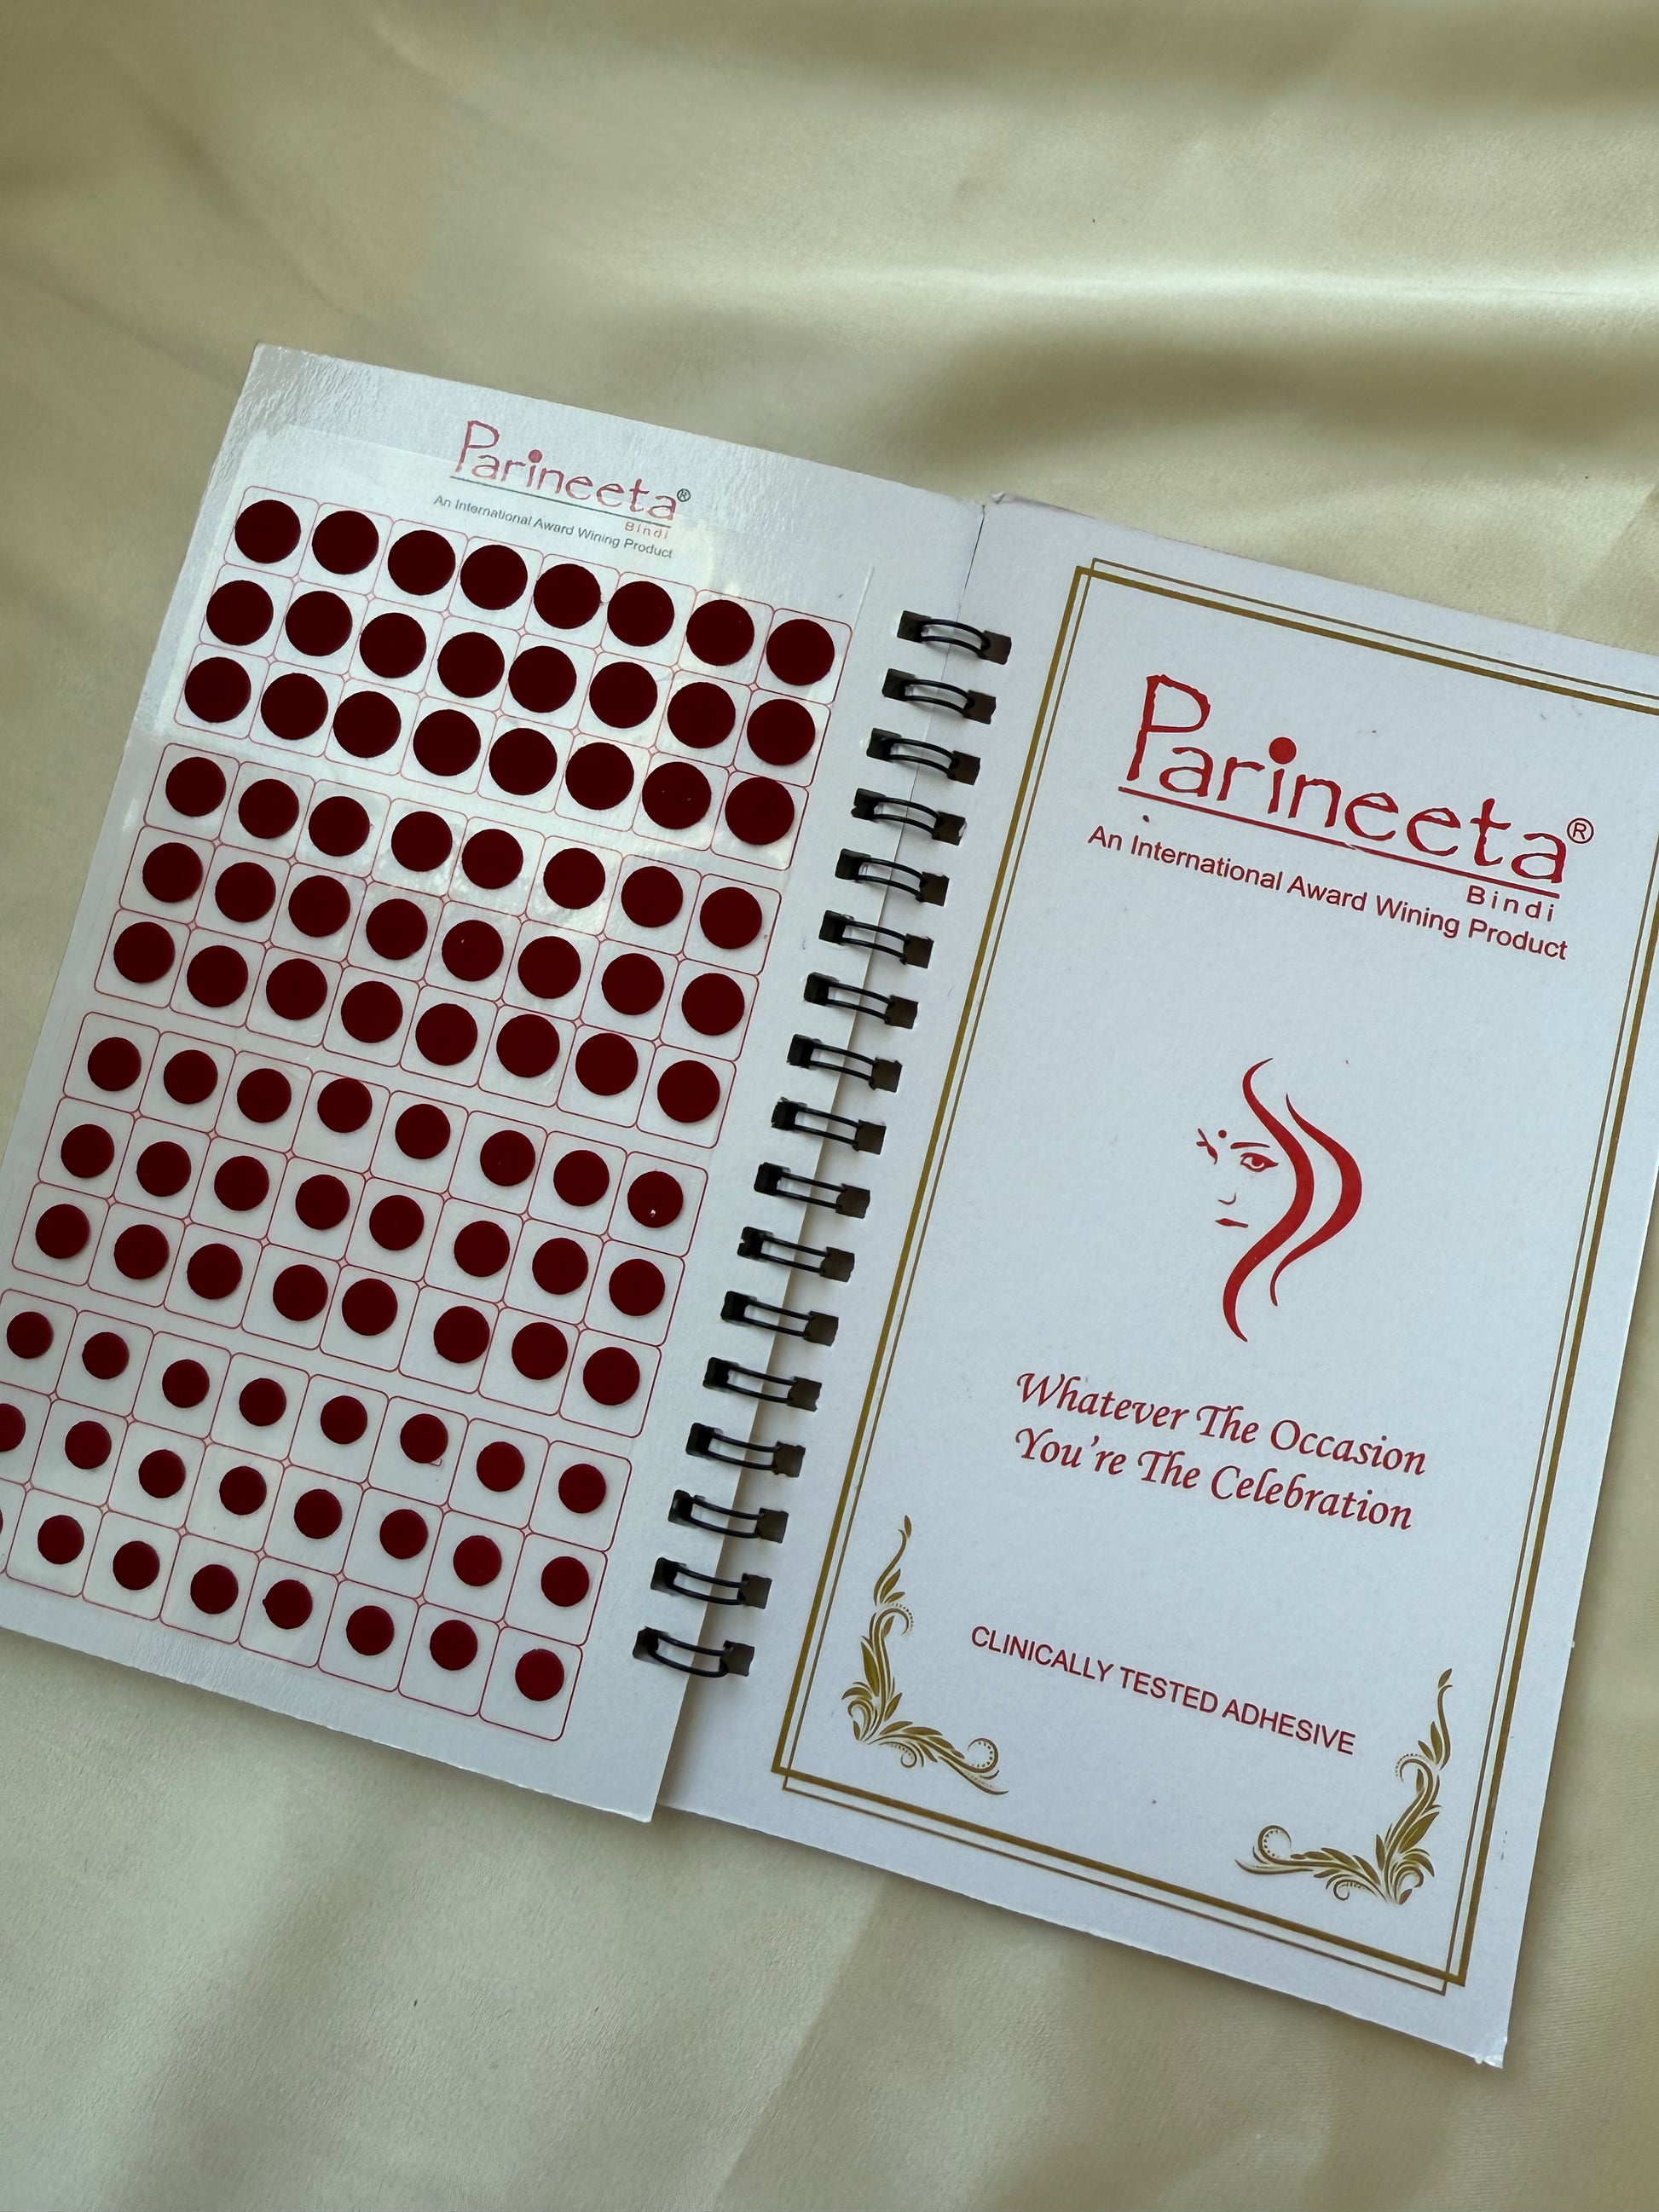 Parineeta®
Bindi
An International Award Wining Product
Parineeta®
Bindi
An International Award Wining Product
Whatever The Occasion
You're The Celebration
CLINICALLY TESTED ADHESIVE